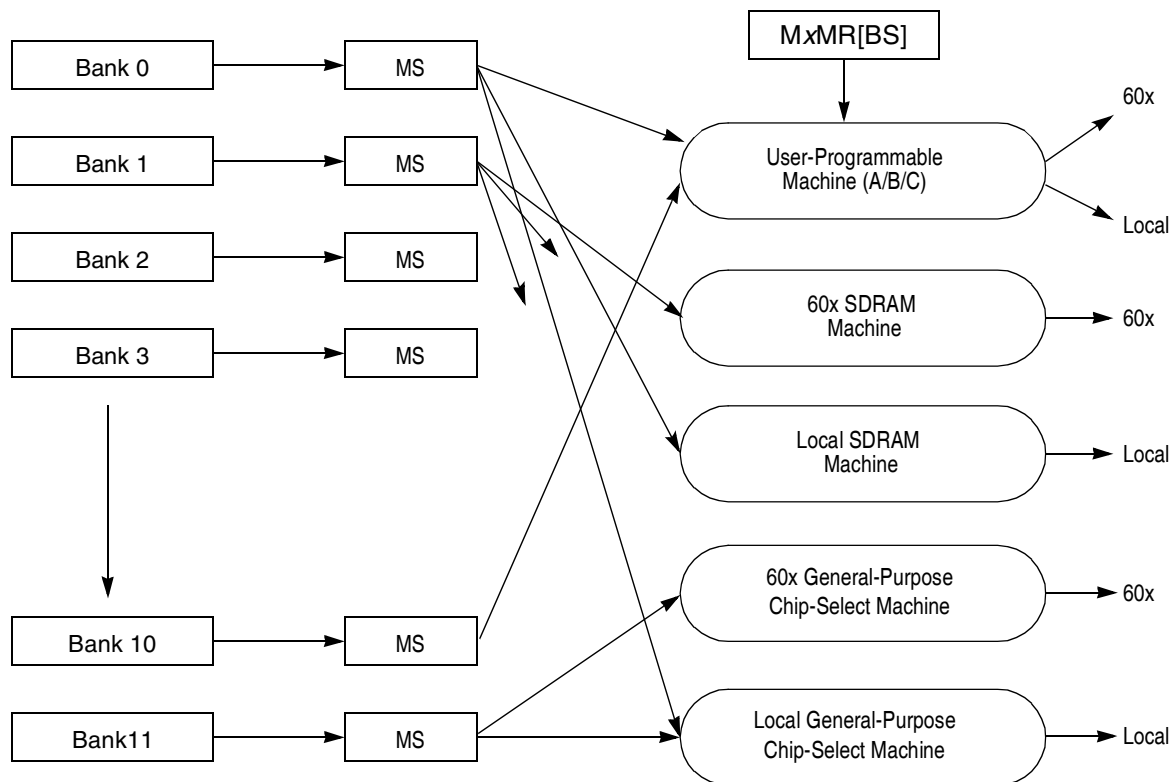 MxMR[BS]
Bank 0
MS
60x
Bank 1
MS
User-Programmable
Machine (A/B/C)
Local
Bank 2
MS
60x SDRAM
Machine
60x
Bank 3
MS
Local SDRAM
Machine
Local
60x General-Purpose
Chip-Select Machine
60x
Bank 10
MS
Bank11
MS
Local General-Purpose
Chip-Select Machine
Local